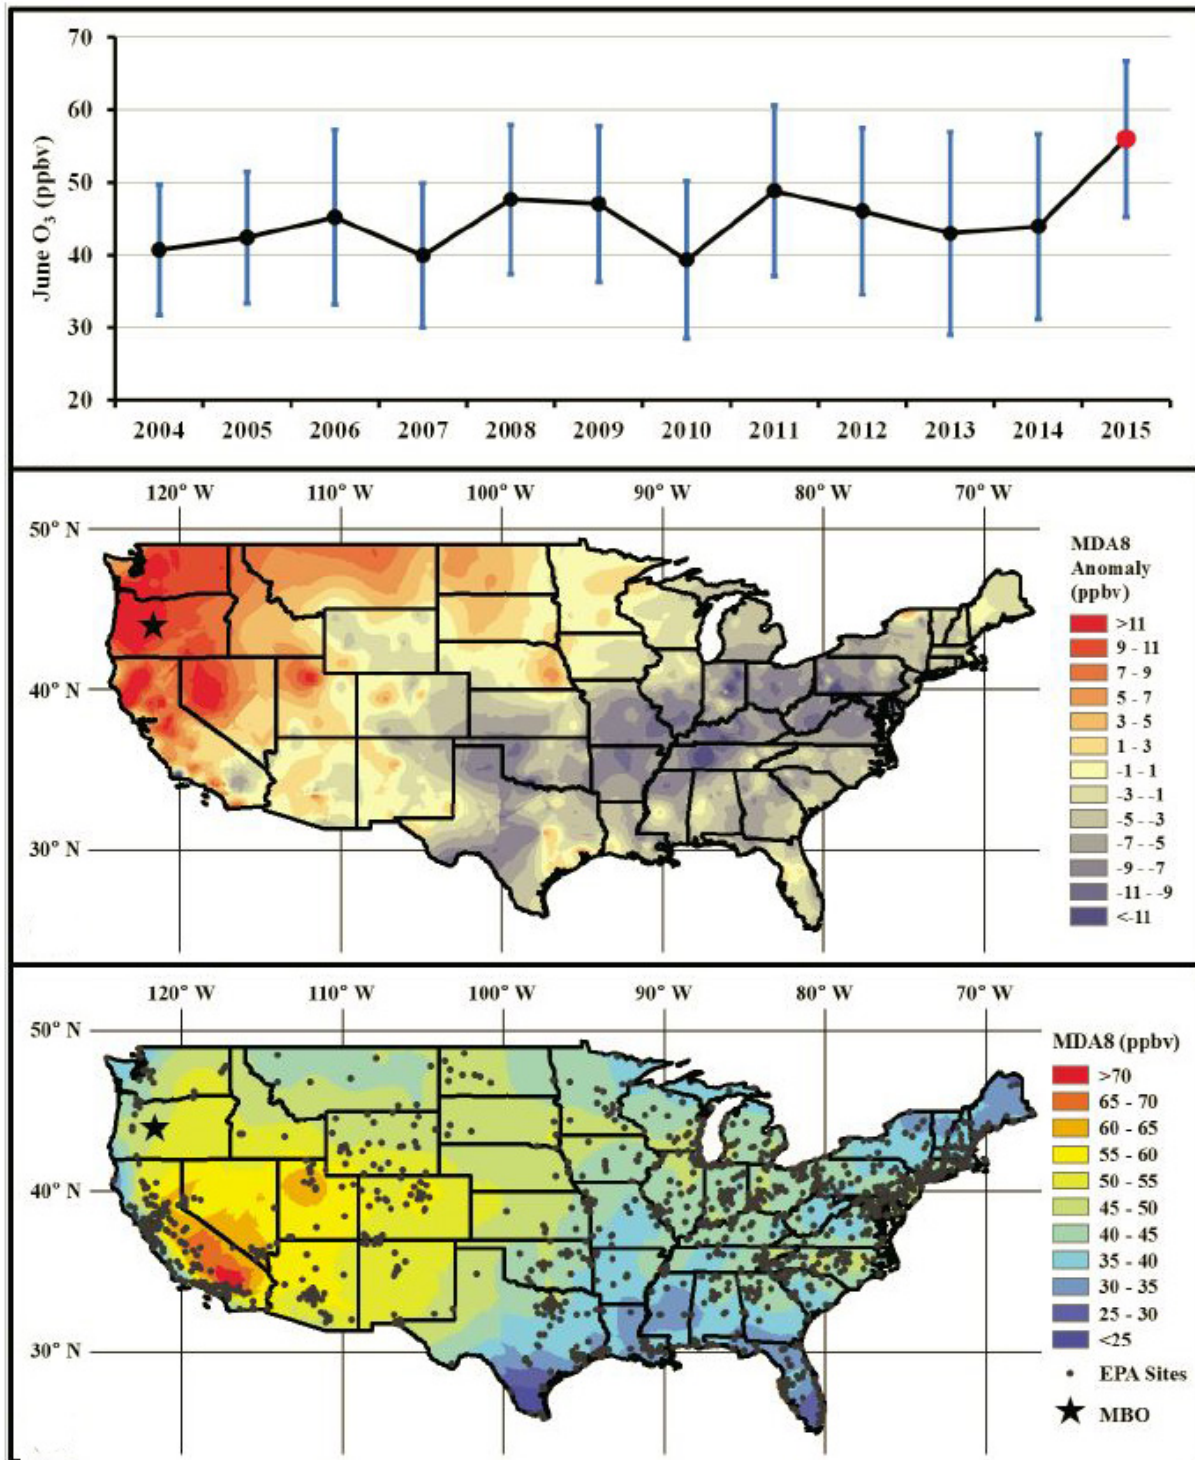 70
60
50
40
30
20
June O3 (ppbv)
2004 2005 2006 2007 2008 2009 2010 2011 2012 2013 2014 2015
120° W 110° W 100° W 90° W 80° W 70° W
50° N
40° N
30° N
MDA8
Anomaly
(ppbv)
>11
9 - 11
7 - 9
5 - 7
3 - 5
1 - 3
-1 - 1
-3 - -1
-5 - -3
-7 - -5
-9 - -7
-11 - -9
<-11
120° W 110° W 100° W 90° W 80° W 70° W
50° N
40° N
30° N
MDA8 (ppbv)
>70
65 - 70
60 - 65
55 - 60
50 - 55
45 - 50
40 - 45
35 - 40
30 - 35
25 - 30
<25
EPA Sites
MBO